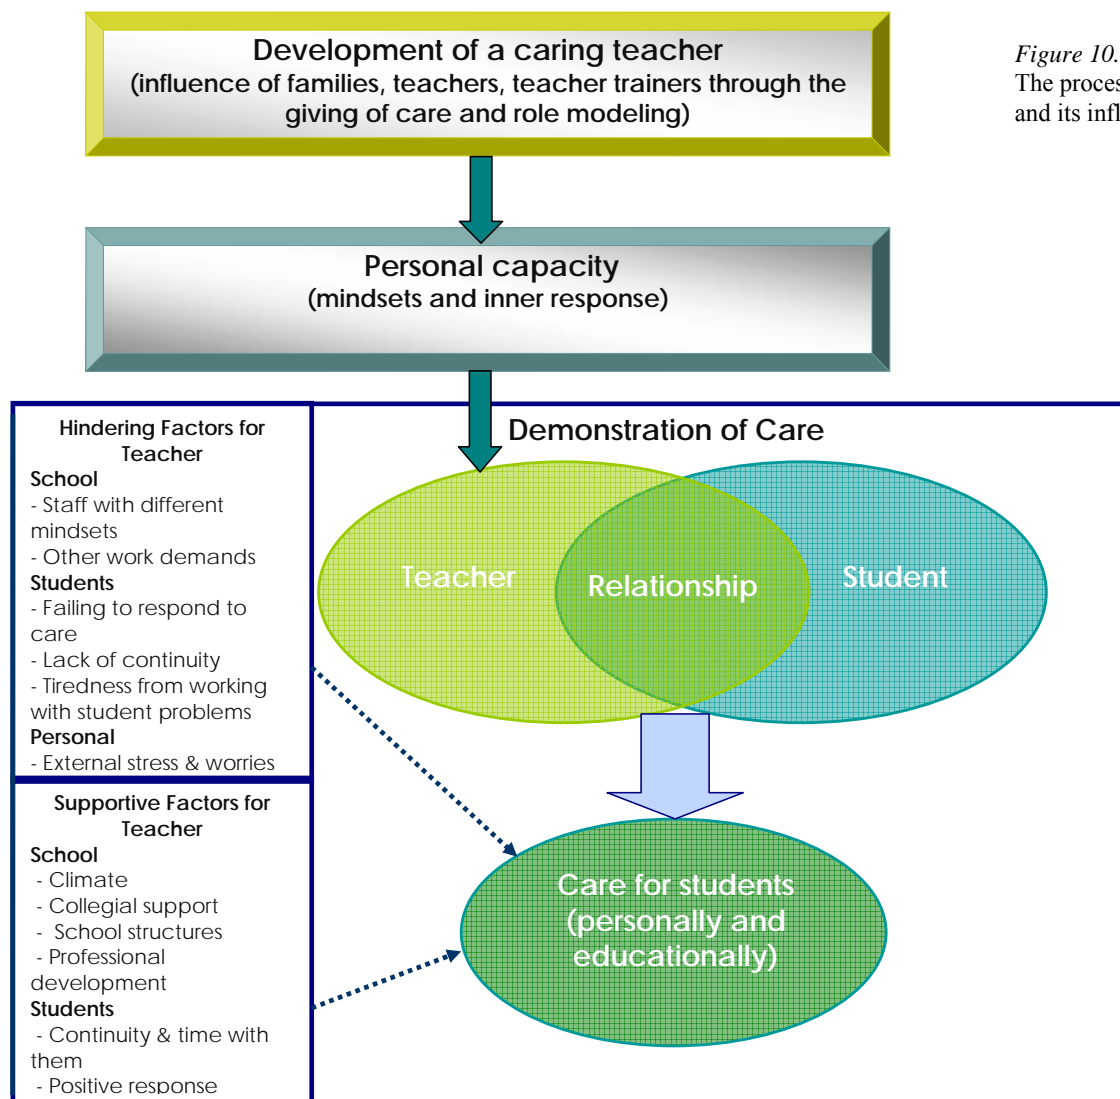 Development of a caring teacher
(influence of families, teachers, teacher trainers through the
giving of care and role modeling)
Figure 10.
The proces
and its infl
Personal capacity
(mindsets and inner response)
Hindering Factors for
Teacher
School
- Staff with different
mindsets
- Other work demands
Students
- Failing to respond to
care
- Lack of continuity
- Tiredness from working
with student problems
Personal
- External stress & worries
Supportive Factors for
Teacher
School
- Climate
- Collegial support
- School structures
- Professional
development
Students
- Continuity & time with
them
- Positive response
Demonstration of Care
Teacher
Relationship
Student
Care for students
(personally and
educationally)